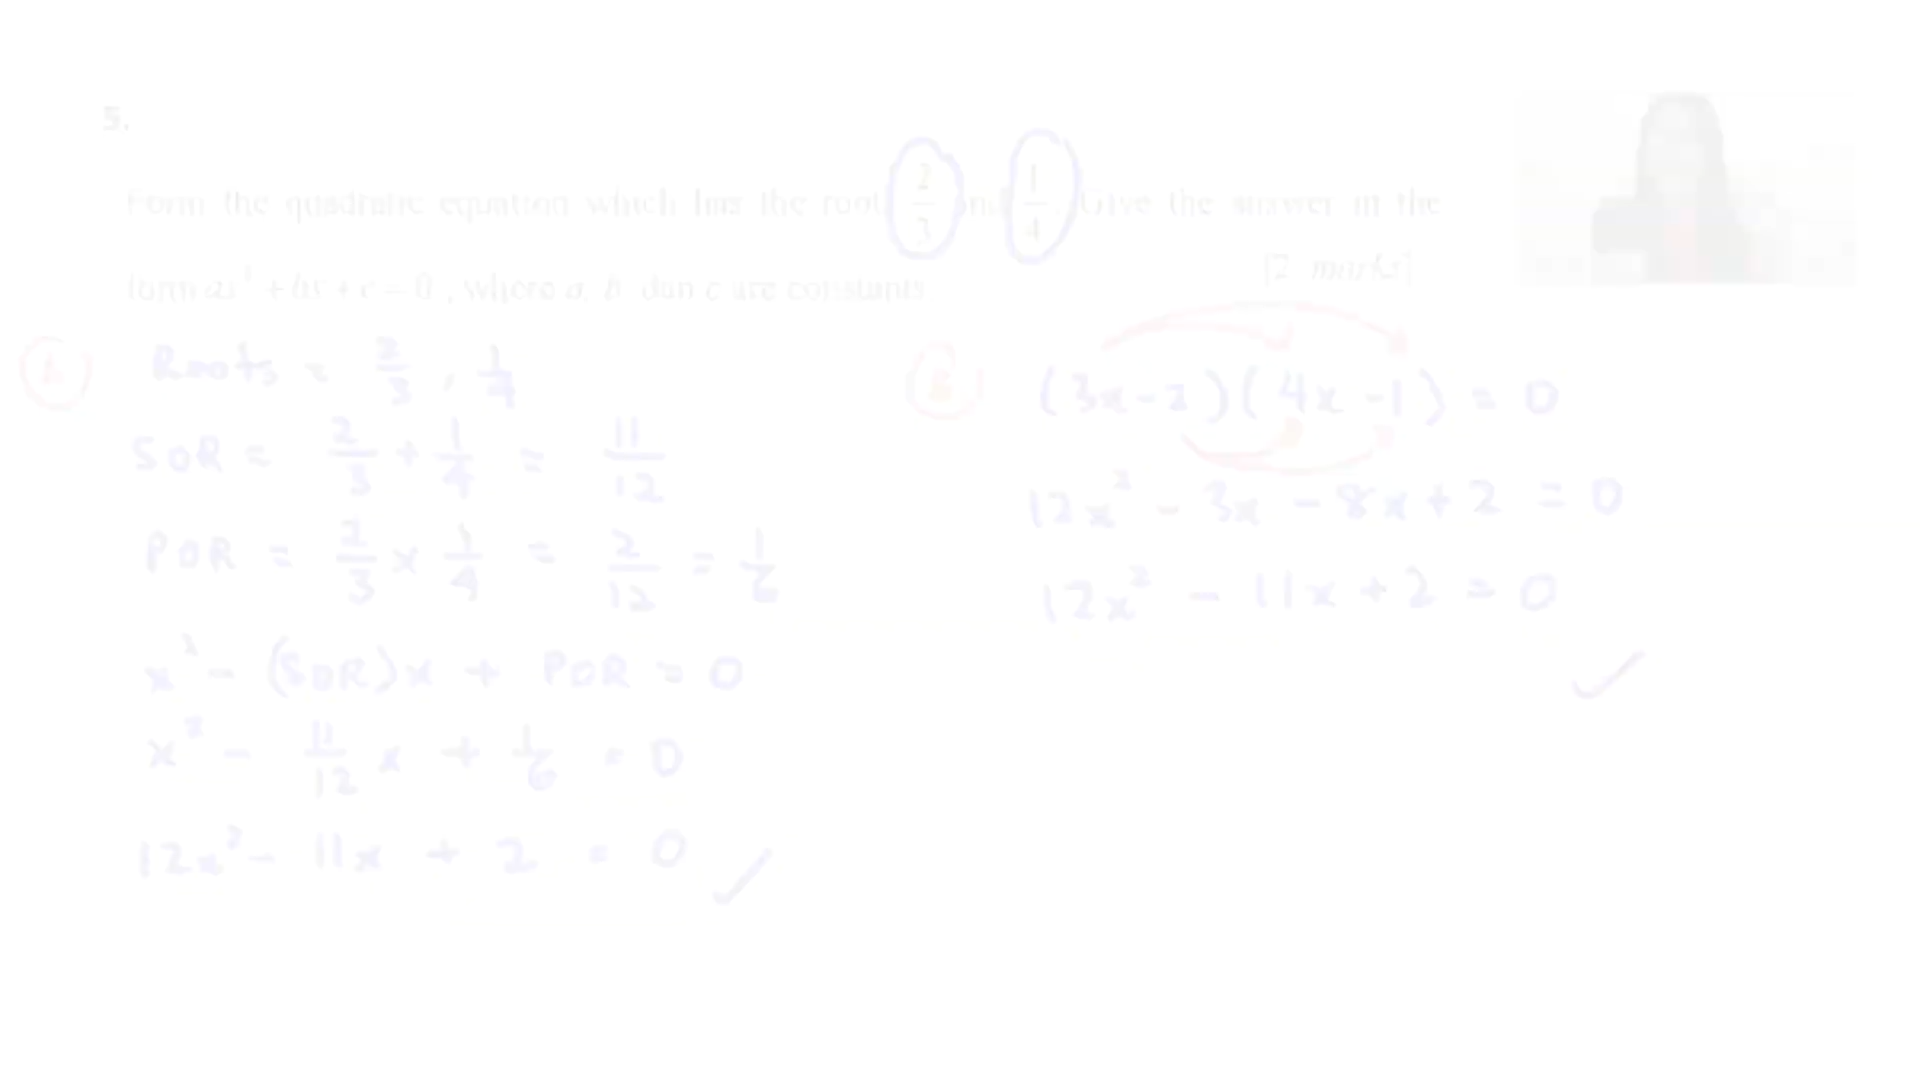 5.
Form the quadratic equation which has the root 2/3 and 1/4. Give the answer in the
form ax² + bx + c = 0, where a, b dan c are constants
[2 marks]
Roots = 2/3, 1/4
SOR = 2/3 + 1/4 = 11/12
POR = 2/3 × 1/4 = 2/12 = 1/6
x² - (SOR)x + POR = 0
x² - 11/12 x + 1/6 = 0
12x² - 11x + 2 = 0
(3x - 2)(4x - 1) = 0
12x² - 3x - 8x + 2 = 0
12x² - 11x + 2 = 0